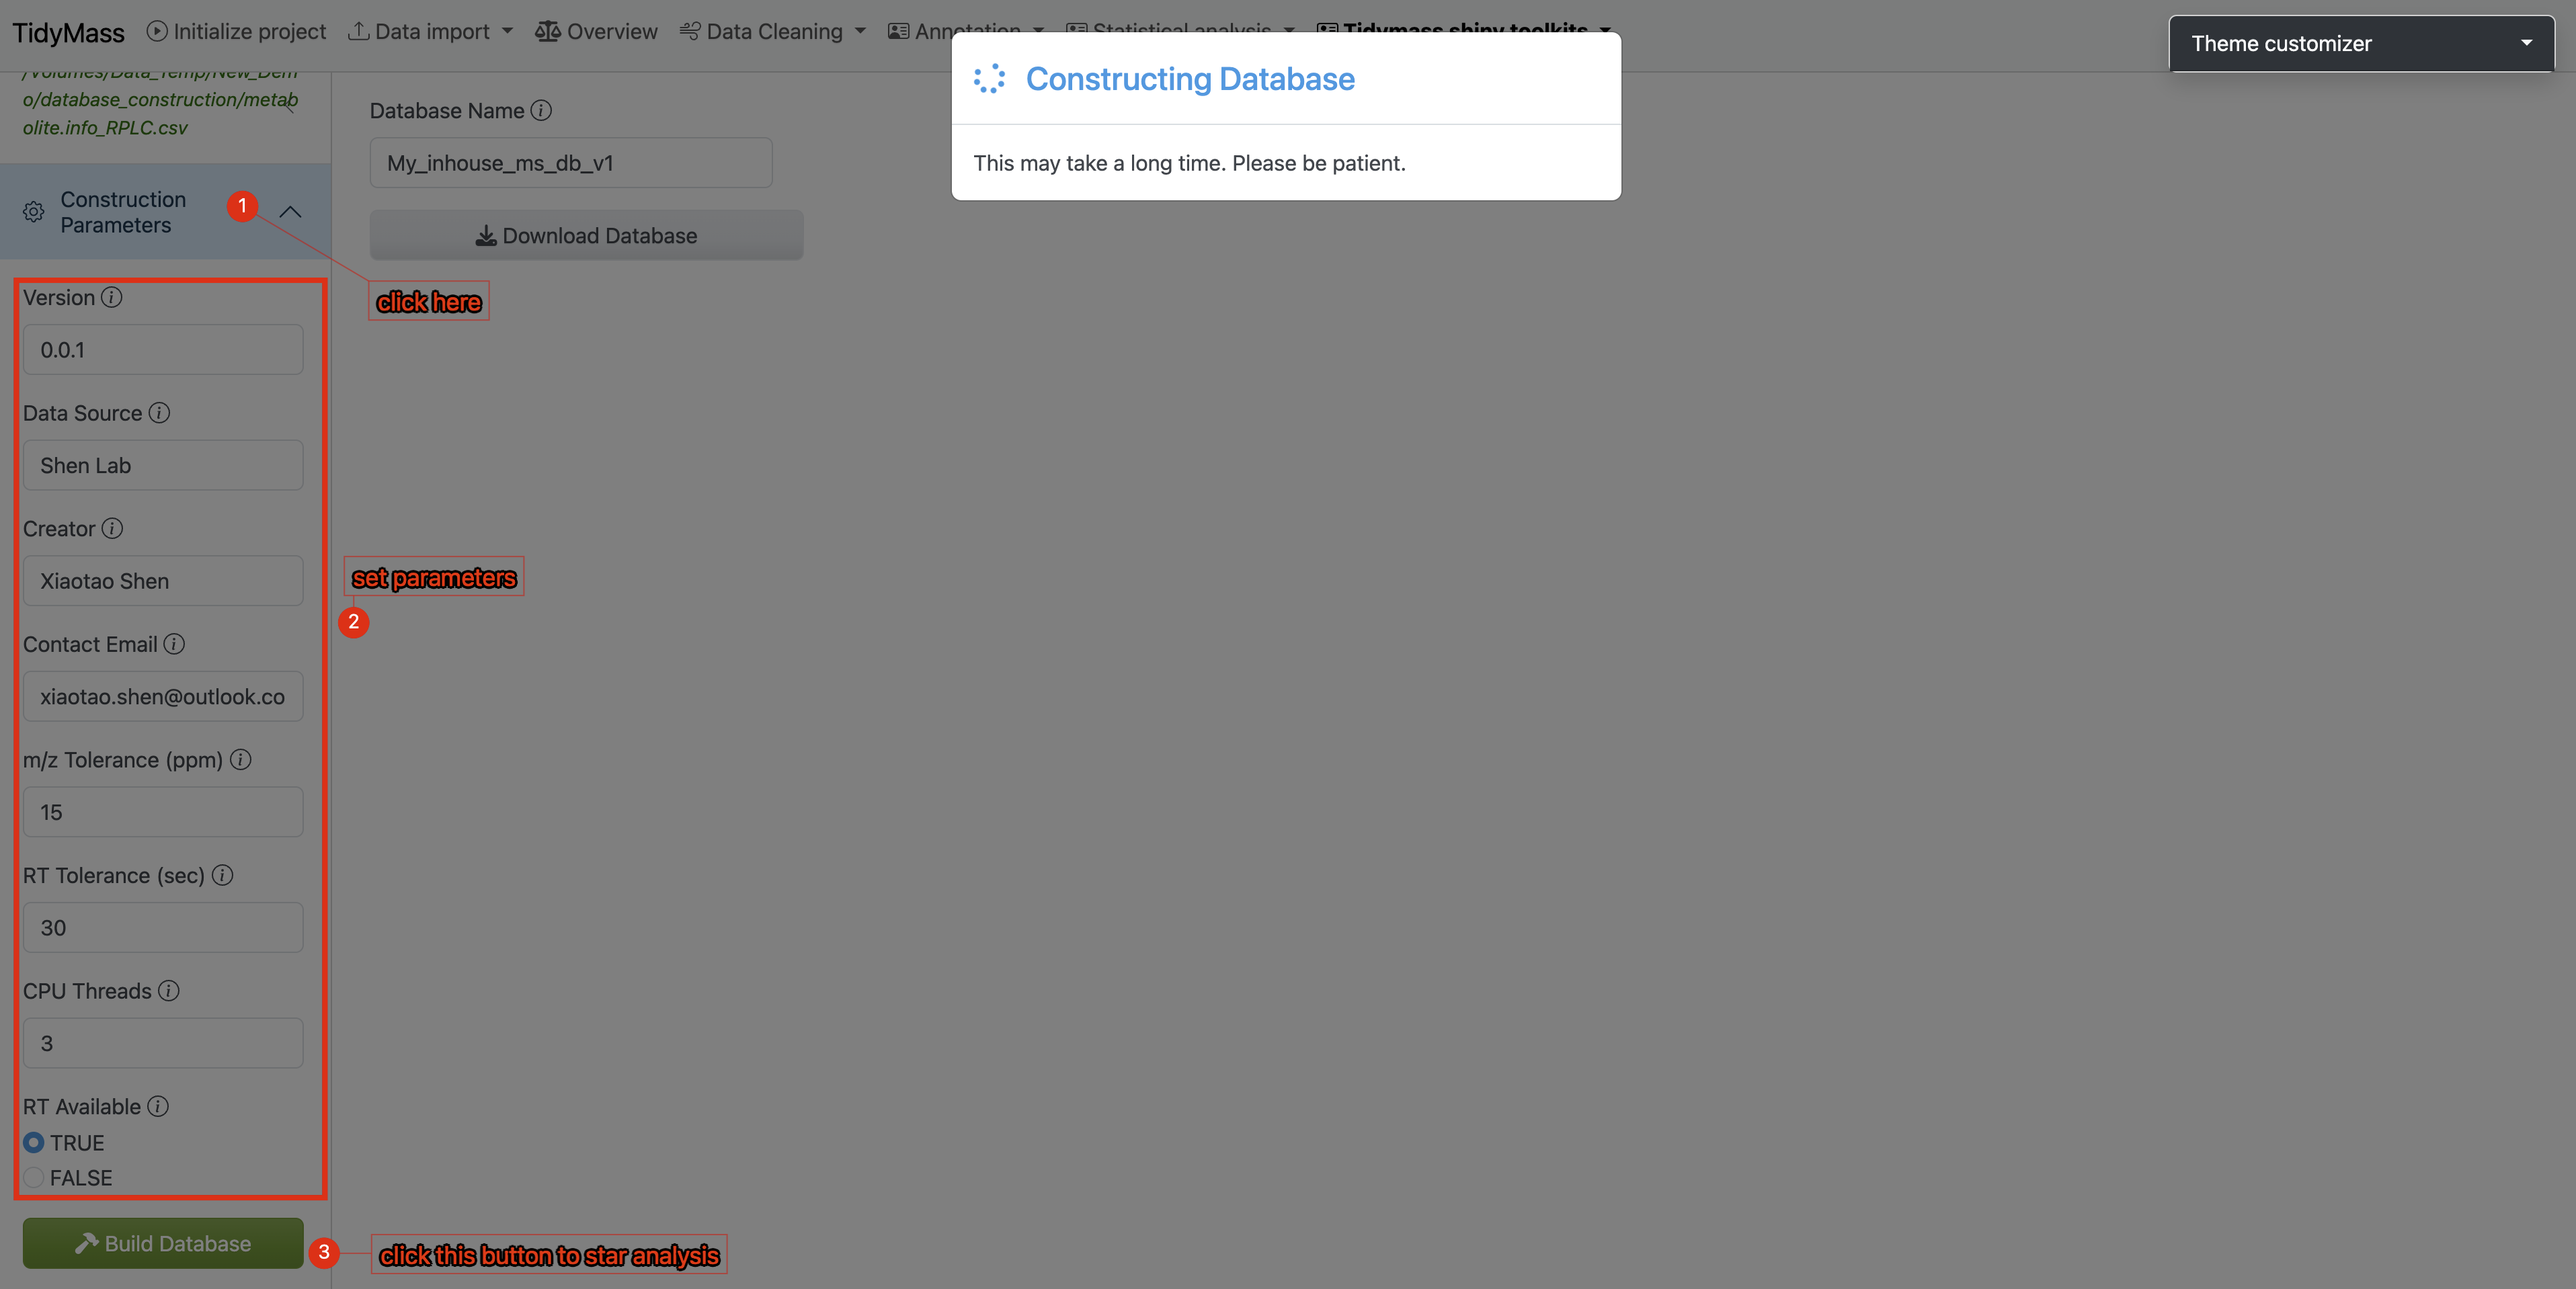 TidyMass Initialize project Data import Overview Data Cleaning Annotation Statistical analysis Tidymass shiny toolkits
Theme customizer
/Volumes/Data_Temp/New_Dem
o/database_construction/metab
olite.info_RPLC.csv
Construction
Parameters
1
Version
0.0.1
Data Source
Shen Lab
Creator
Xiaotao Shen
Contact Email
xiaotao.shen@outlook.co
m/z Tolerance (ppm)
15
RT Tolerance (sec)
30
CPU Threads
3
RT Available
TRUE
FALSE
Build Database
3
click this button to star analysis
Database Name
My_inhouse_ms_db_v1
Download Database
click here
set parameters
2
Constructing Database
This may take a long time. Please be patient.